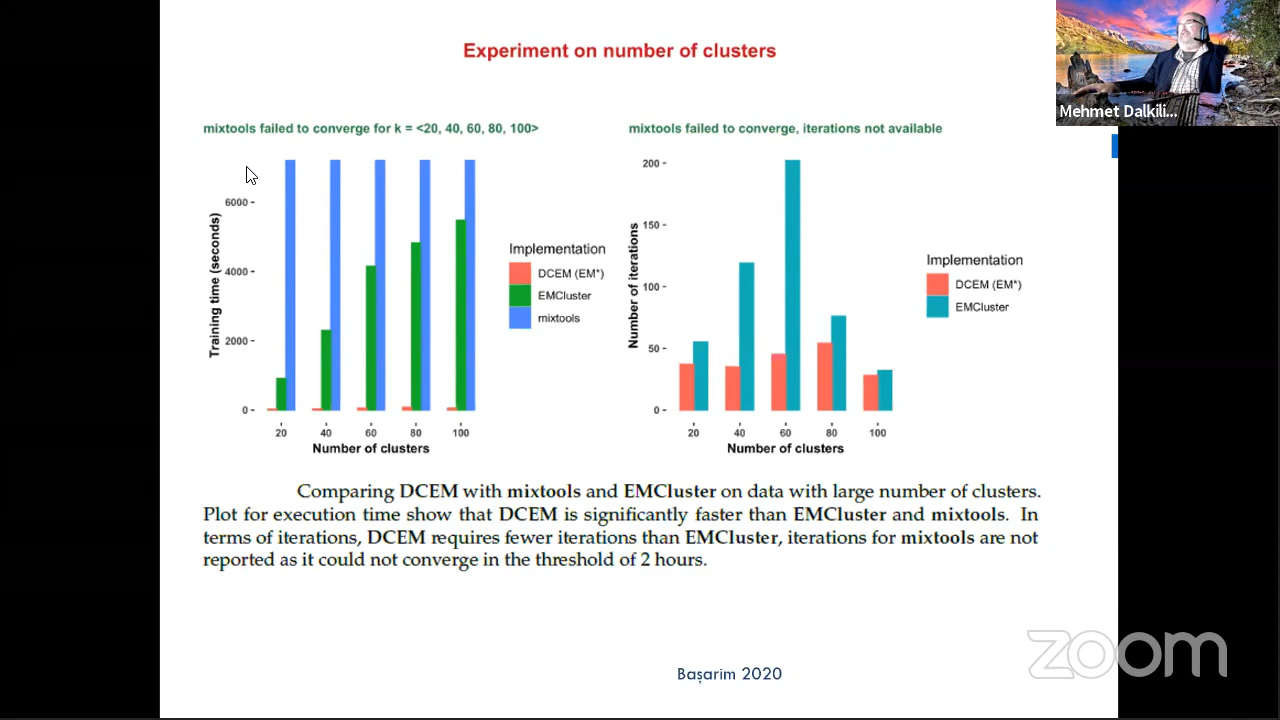 Experiment on number of clusters
Mehmet Dalkili...
mixtools failed to converge for k = <20, 40, 60, 80, 100>
Training time (seconds)
6000
4000
2000
0
20 40 60 80 100
Number of clusters
Implementation
DCEM (EM*)
EMCluster
mixtools
mixtools failed to converge, iterations not available
Number of iterations
200
150
100
50
0
20 40 60 80 100
Number of clusters
Implementation
DCEM (EM*)
EMCluster
Comparing DCEM with mixtools and EMCluster on data with large number of clusters.
Plot for execution time show that DCEM is significantly faster than EMCluster and mixtools. In
terms of iterations, DCEM requires fewer iterations than EMCluster, iterations for mixtools are not
reported as it could not converge in the threshold of 2 hours.
Başarim 2020
zoom